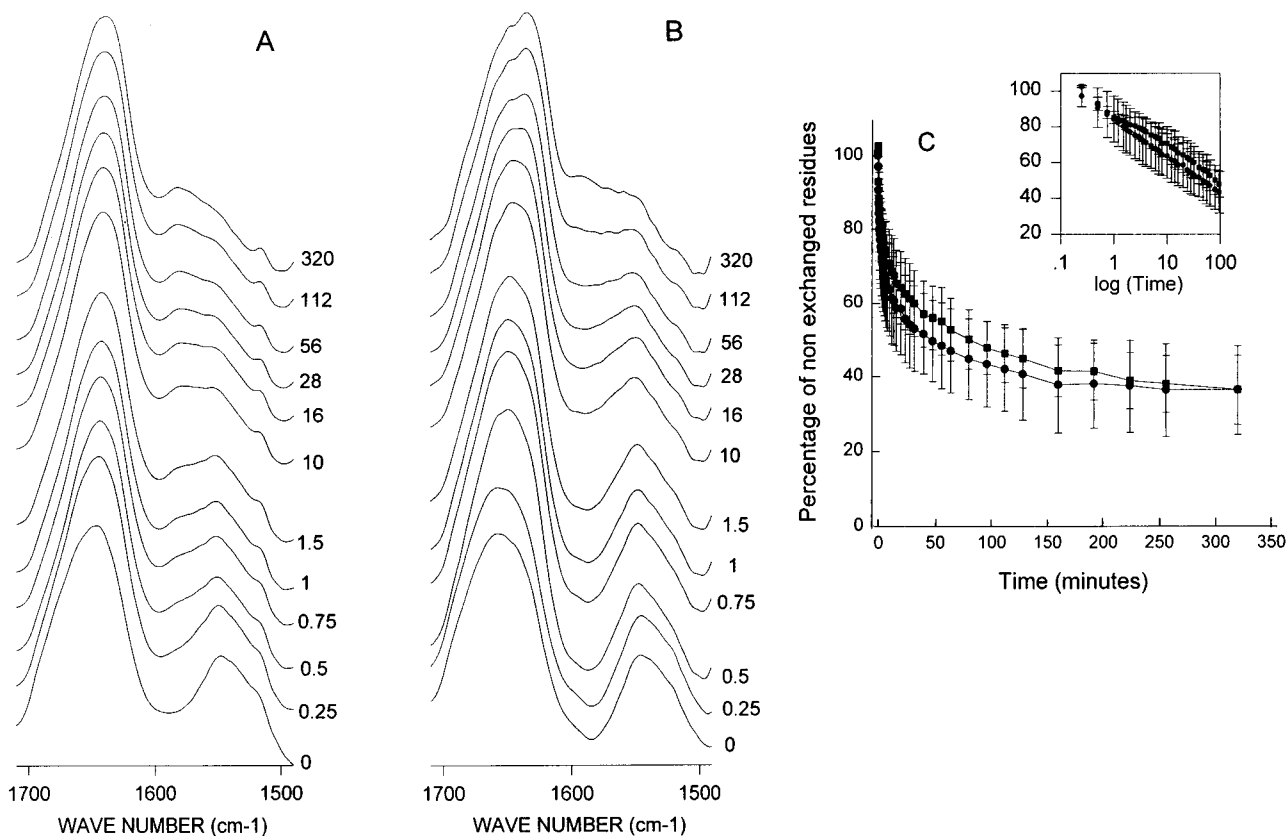 A
320
112
56
28
16
10
1.5
1
0.75
0.5
0.25
0
1700 1600 1500
WAVE NUMBER (cm-1)
B
320
112
56
28
16
10
1.5
1
0.75
0.5
0.25
0
1700 1600 1500
WAVE NUMBER (cm-1)
C
Percentage of non exchanged residues
100
80
60
40
20
0
0 50 100 150 200 250 300 350
Time (minutes)
100
80
60
40
20
.1 1 10 100
log (Time)